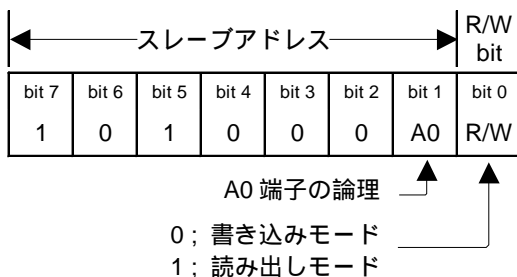 スレーブアドレス R/W bit
bit 7 bit 6 bit 5 bit 4 bit 3 bit 2 bit 1 bit 0
1 0 1 0 0 0 A0 R/W
A0 端子の論理
0 ; 書き込みモード
1 ; 読み出しモード